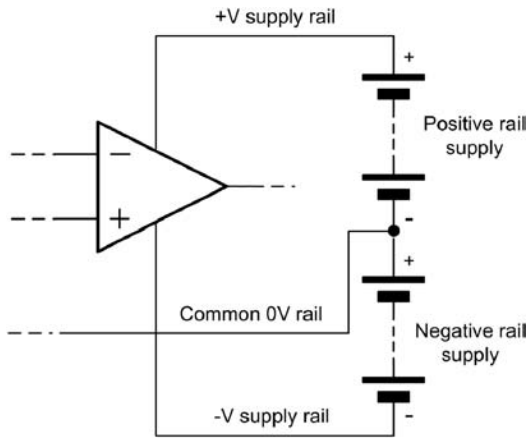 +V supply rail
+
Positive rail
supply
−
+
-
+
Common 0V rail
Negative rail
supply
-V supply rail
-